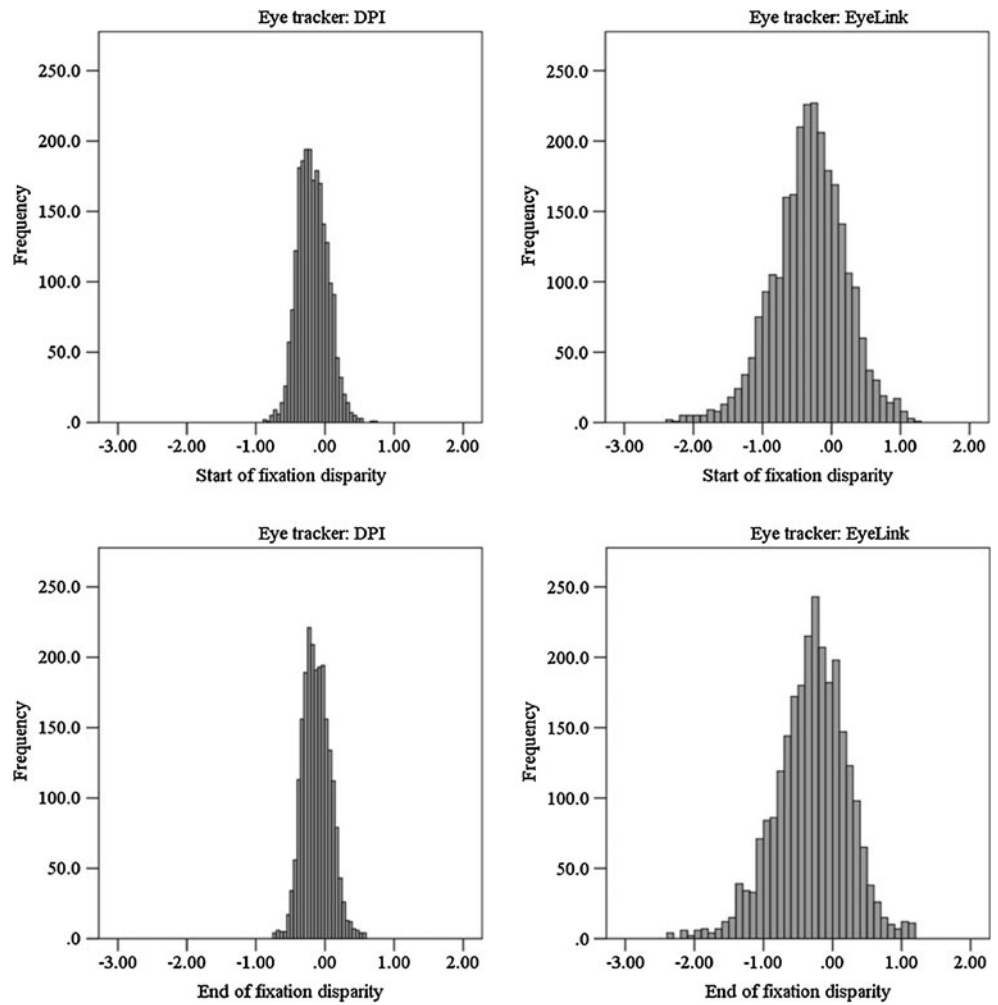 Eye tracker: DPI
250.0
200.0
150.0
100.0
50.0
.0
Frequency
-3.00 -2.00 -1.00 .00 1.00 2.00
Start of fixation disparity
Eye tracker: EyeLink
250.0
200.0
150.0
100.0
50.0
.0
Frequency
-3.00 -2.00 -1.00 .00 1.00 2.00
Start of fixation disparity
Eye tracker: DPI
250.0
200.0
150.0
100.0
50.0
.0
Frequency
-3.00 -2.00 -1.00 .00 1.00 2.00
End of fixation disparity
Eye tracker: EyeLink
250.0
200.0
150.0
100.0
50.0
.0
Frequency
-3.00 -2.00 -1.00 .00 1.00 2.00
End of fixation disparity